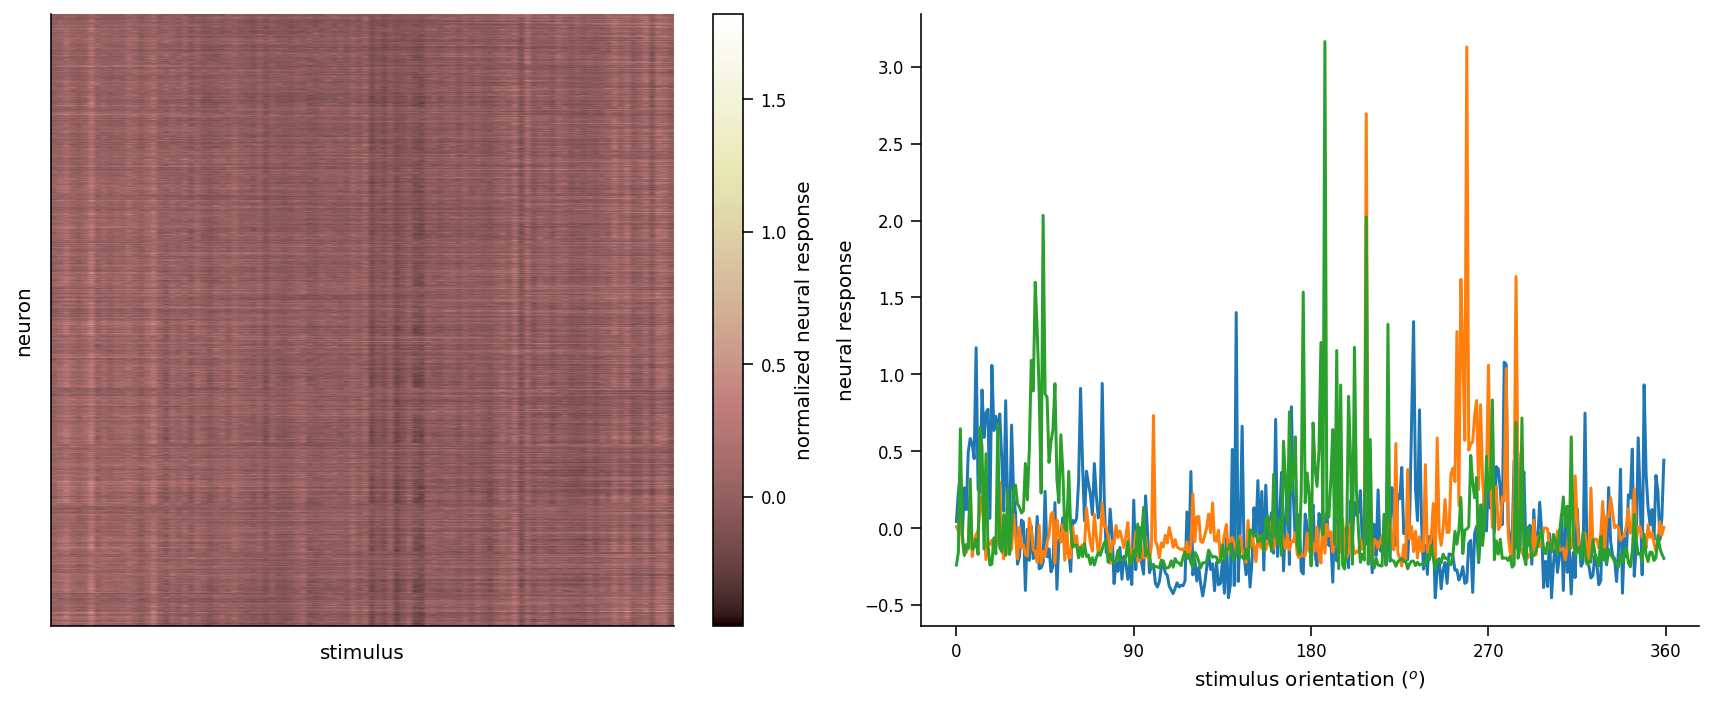 neuron
stimulus
1.5
1.0
0.5
0.0
normalized neural response
neural response
3.0
2.5
2.0
1.5
1.0
0.5
0.0
−0.5
0 90 180 270 360
stimulus orientation (o)